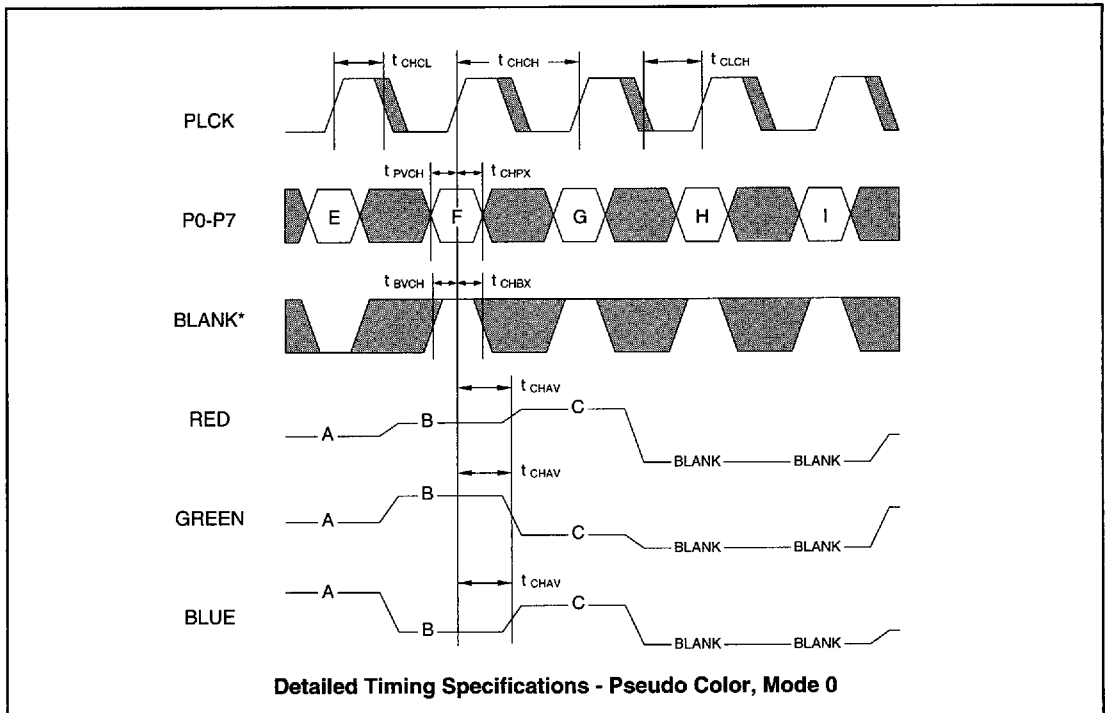 t CHCL
t CHCH
t CLCH
PLCK
t PVCH
t CHPX
P0-P7
E
F
G
H
I
t BVCH
t CHBX
BLANK*
t CHAV
RED
A
B
C
BLANK
BLANK
t CHAV
GREEN
A
B
C
BLANK
BLANK
t CHAV
BLUE
A
B
C
BLANK
BLANK
Detailed Timing Specifications - Pseudo Color, Mode 0